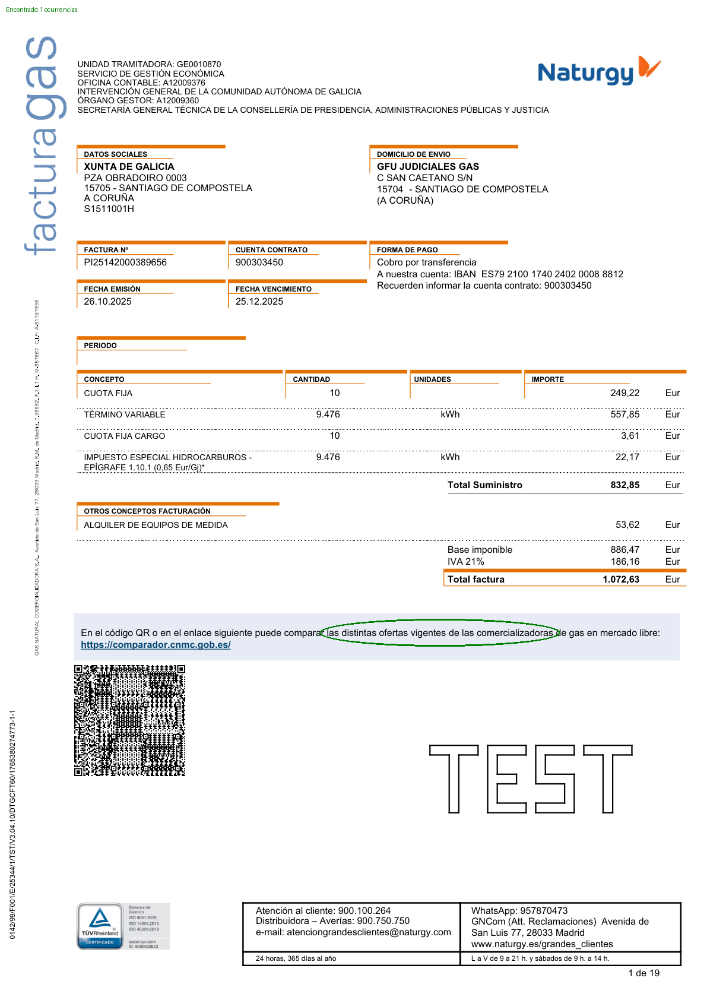 Encontrado: 1 ocurrencias
facturagas
UNIDAD TRAMITADORA: GE0010870
SERVICIO DE GESTIÓN ECONÓMICA
OFICINA CONTABLE: A12009376
INTERVENCIÓN GENERAL DE LA COMUNIDAD AUTÓNOMA DE GALICIA
ÓRGANO GESTOR: A12009360
SECRETARÍA GENERAL TÉCNICA DE LA CONSELLERÍA DE PRESIDENCIA, ADMINISTRACIONES PÚBLICAS Y JUSTICIA
Naturgy
DATOS SOCIALES
XUNTA DE GALICIA
PZA OBRADOIRO 0003
15705 - SANTIAGO DE COMPOSTELA
A CORUÑA
S1511001H
DOMICILIO DE ENVIO
GFU JUDICIALES GAS
C SAN CAETANO S/N
15704 - SANTIAGO DE COMPOSTELA
(A CORUÑA)
FACTURA Nº
PI25142000389656
CUENTA CONTRATO
900303450
FORMA DE PAGO
Cobro por transferencia
A nuestra cuenta: IBAN ES79 2100 1740 2402 0008 8812
Recuerden informar la cuenta contrato: 900303450
FECHA EMISIÓN
26.10.2025
FECHA VENCIMIENTO
25.12.2025
PERIODO
CONCEPTO CANTIDAD UNIDADES IMPORTE
CUOTA FIJA 10 249,22 Eur
TÉRMINO VARIABLE 9.476 kWh 557,85 Eur
CUOTA FIJA CARGO 10 3,61 Eur
IMPUESTO ESPECIAL HIDROCARBUROS - 9.476 kWh 22,17 Eur
EPÍGRAFE 1.10.1 (0,65 Eur/Gj)*
Total Suministro 832,85 Eur
OTROS CONCEPTOS FACTURACIÓN
ALQUILER DE EQUIPOS DE MEDIDA 53,62 Eur
Base imponible 886,47 Eur
IVA 21% 186,16 Eur
Total factura 1.072,63 Eur
GAS NATURAL COMERCIALIZADORA S.A., Avenida de San Luis 77, 28033 Madrid, R.M. de Madrid, T.35682, F.1 L1 H. M-657667 C.I.F: A-61797536
En el código QR o en el enlace siguiente puede comparar las distintas ofertas vigentes de las comercializadoras de gas en mercado libre:
https://comparador.cnmc.gob.es/
TEST
0142/99/F001/E/25344/1/TST/V3.04.10/DTGCFT60/1765380274773-1-1
TÜVRheinland
CERTIFICADO
Sistema de
Gestión
ISO 9001:2015
ISO 14001:2015
ISO 45001:2018
www.tuv.com
ID 9000028523
Atención al cliente: 900.100.264
Distribuidora – Averías: 900.750.750
e-mail: atenciongrandesclientes@naturgy.com
24 horas, 365 días al año
WhatsApp: 957870473
GNCom (Att. Reclamaciones) Avenida de
San Luis 77, 28033 Madrid
www.naturgy.es/grandes_clientes
L a V de 9 a 21 h. y sábados de 9 h. a 14 h.
1 de 19